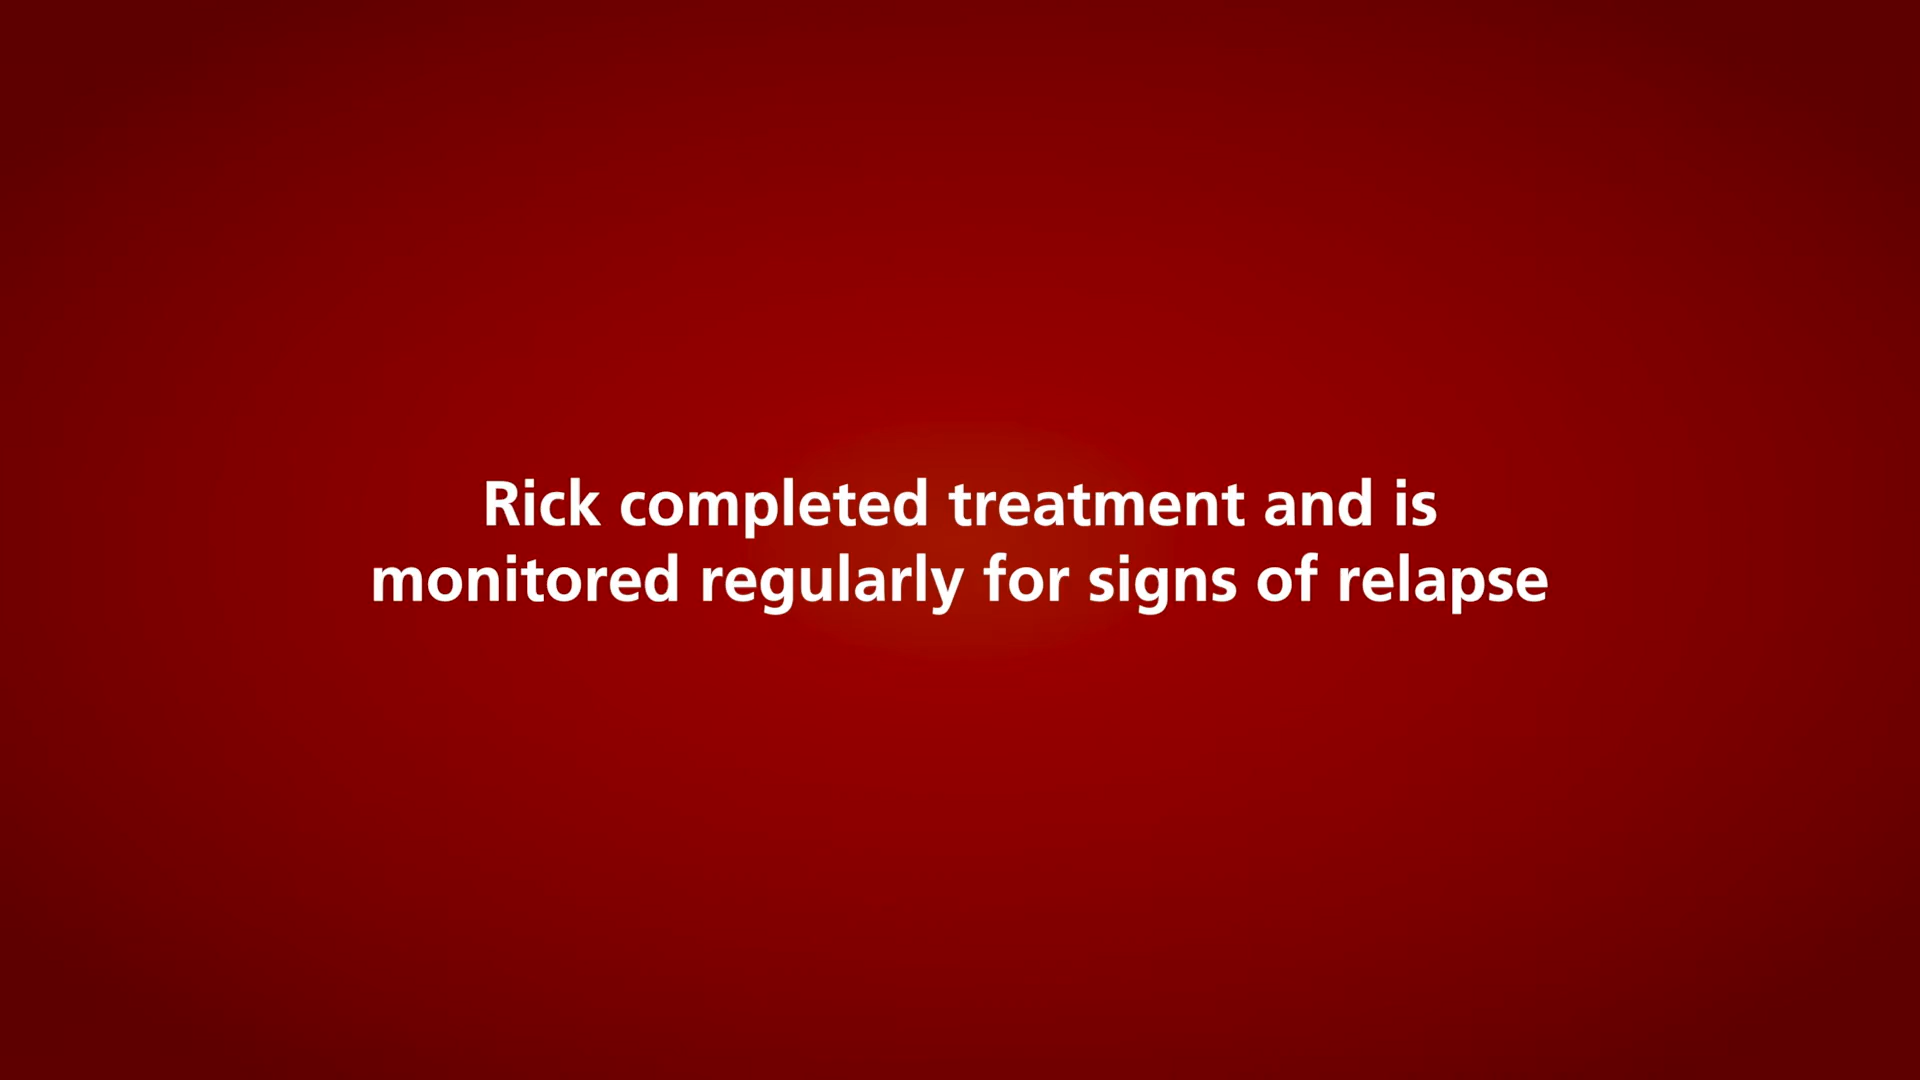 Rick completed treatment and is
monitored regularly for signs of relapse